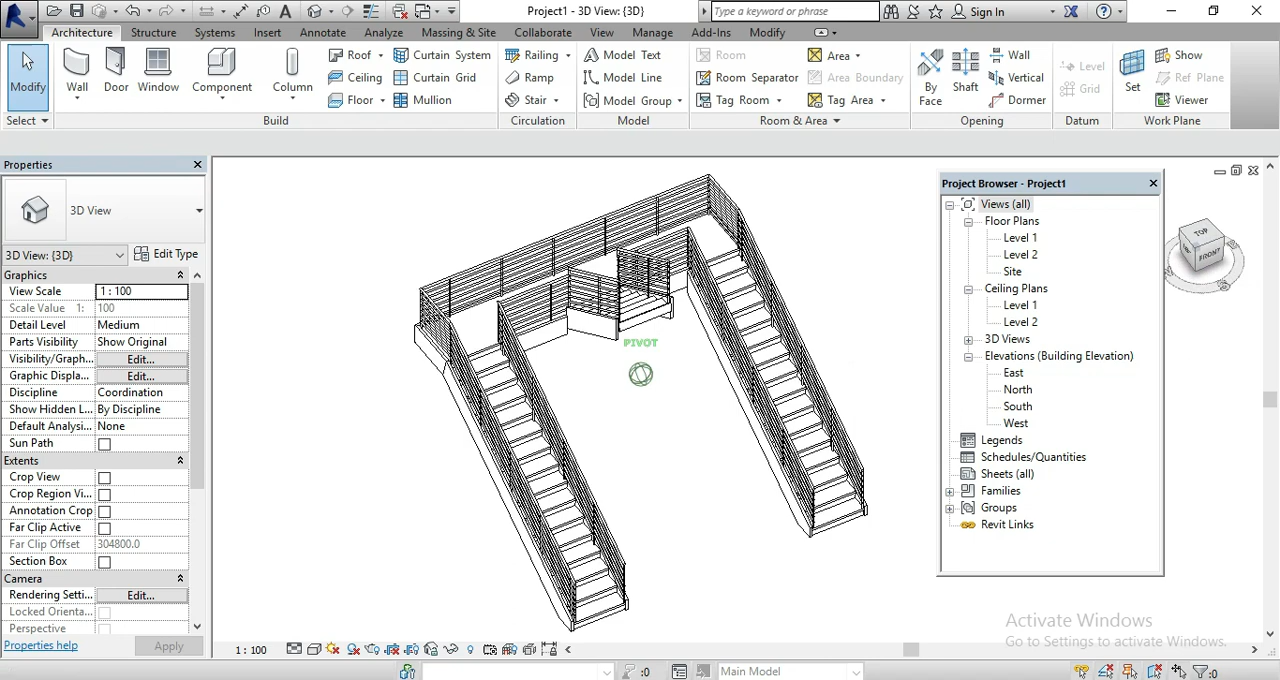 Project1 - 3D View: {3D}
Type a keyword or phrase
Sign In
Architecture Structure Systems Insert Annotate Analyze Massing & Site Collaborate View Manage Add-Ins Modify
Modify
Select
Wall Door Window Component Column
Roof
Ceiling
Floor
Curtain System
Curtain Grid
Mullion
Build
Railing
Ramp
Stair
Circulation
Model Text
Model Line
Model Group
Model
Room
Room Separator
Tag Room
Area
Area Boundary
Tag Area
Room & Area
By Face
Shaft
Wall
Vertical
Dormer
Opening
Level
Grid
Datum
Set
Show
Ref Plane
Viewer
Work Plane
Properties
3D View
3D View: {3D}
Edit Type
Graphics
View Scale 1 : 100
Scale Value 1: 100
Detail Level Medium
Parts Visibility Show Original
Visibility/Graph... Edit...
Graphic Displa... Edit...
Discipline Coordination
Show Hidden L... By Discipline
Default Analysi... None
Sun Path
Extents
Crop View
Crop Region Vi...
Annotation Crop
Far Clip Active
Far Clip Offset 304800.0
Section Box
Camera
Rendering Setti... Edit...
Locked Orienta...
Perspective
Properties help
Apply
PIVOT
Project Browser - Project1
Views (all)
Floor Plans
Level 1
Level 2
Site
Ceiling Plans
Level 1
Level 2
3D Views
Elevations (Building Elevation)
East
North
South
West
Legends
Schedules/Quantities
Sheets (all)
Families
Groups
Revit Links
TOP
FRONT
Activate Windows
Go to Settings to activate Windows.
1 : 100
:0
Main Model
:0